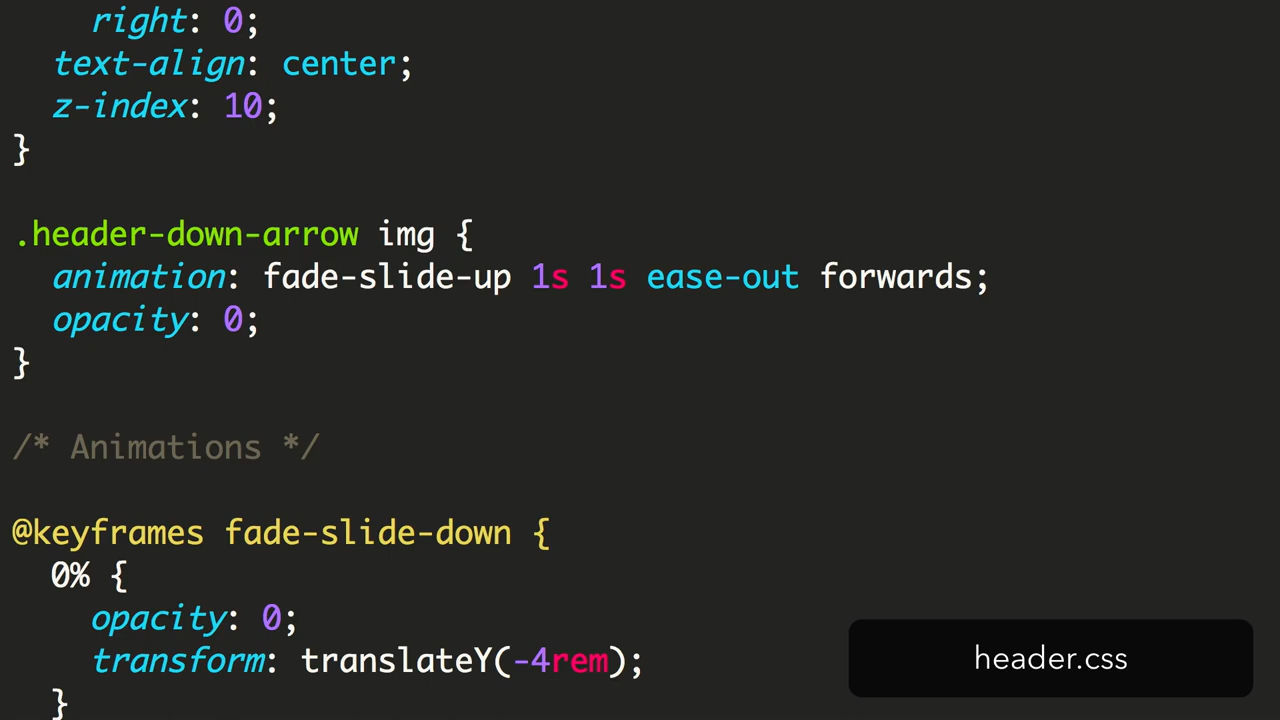 right: 0;
text-align: center;
z-index: 10;
}
.header-down-arrow img {
animation: fade-slide-up 1s 1s ease-out forwards;
opacity: 0;
}
/* Animations */
@keyframes fade-slide-down {
0% {
opacity: 0;
transform: translateY(-4rem);
}
header.css